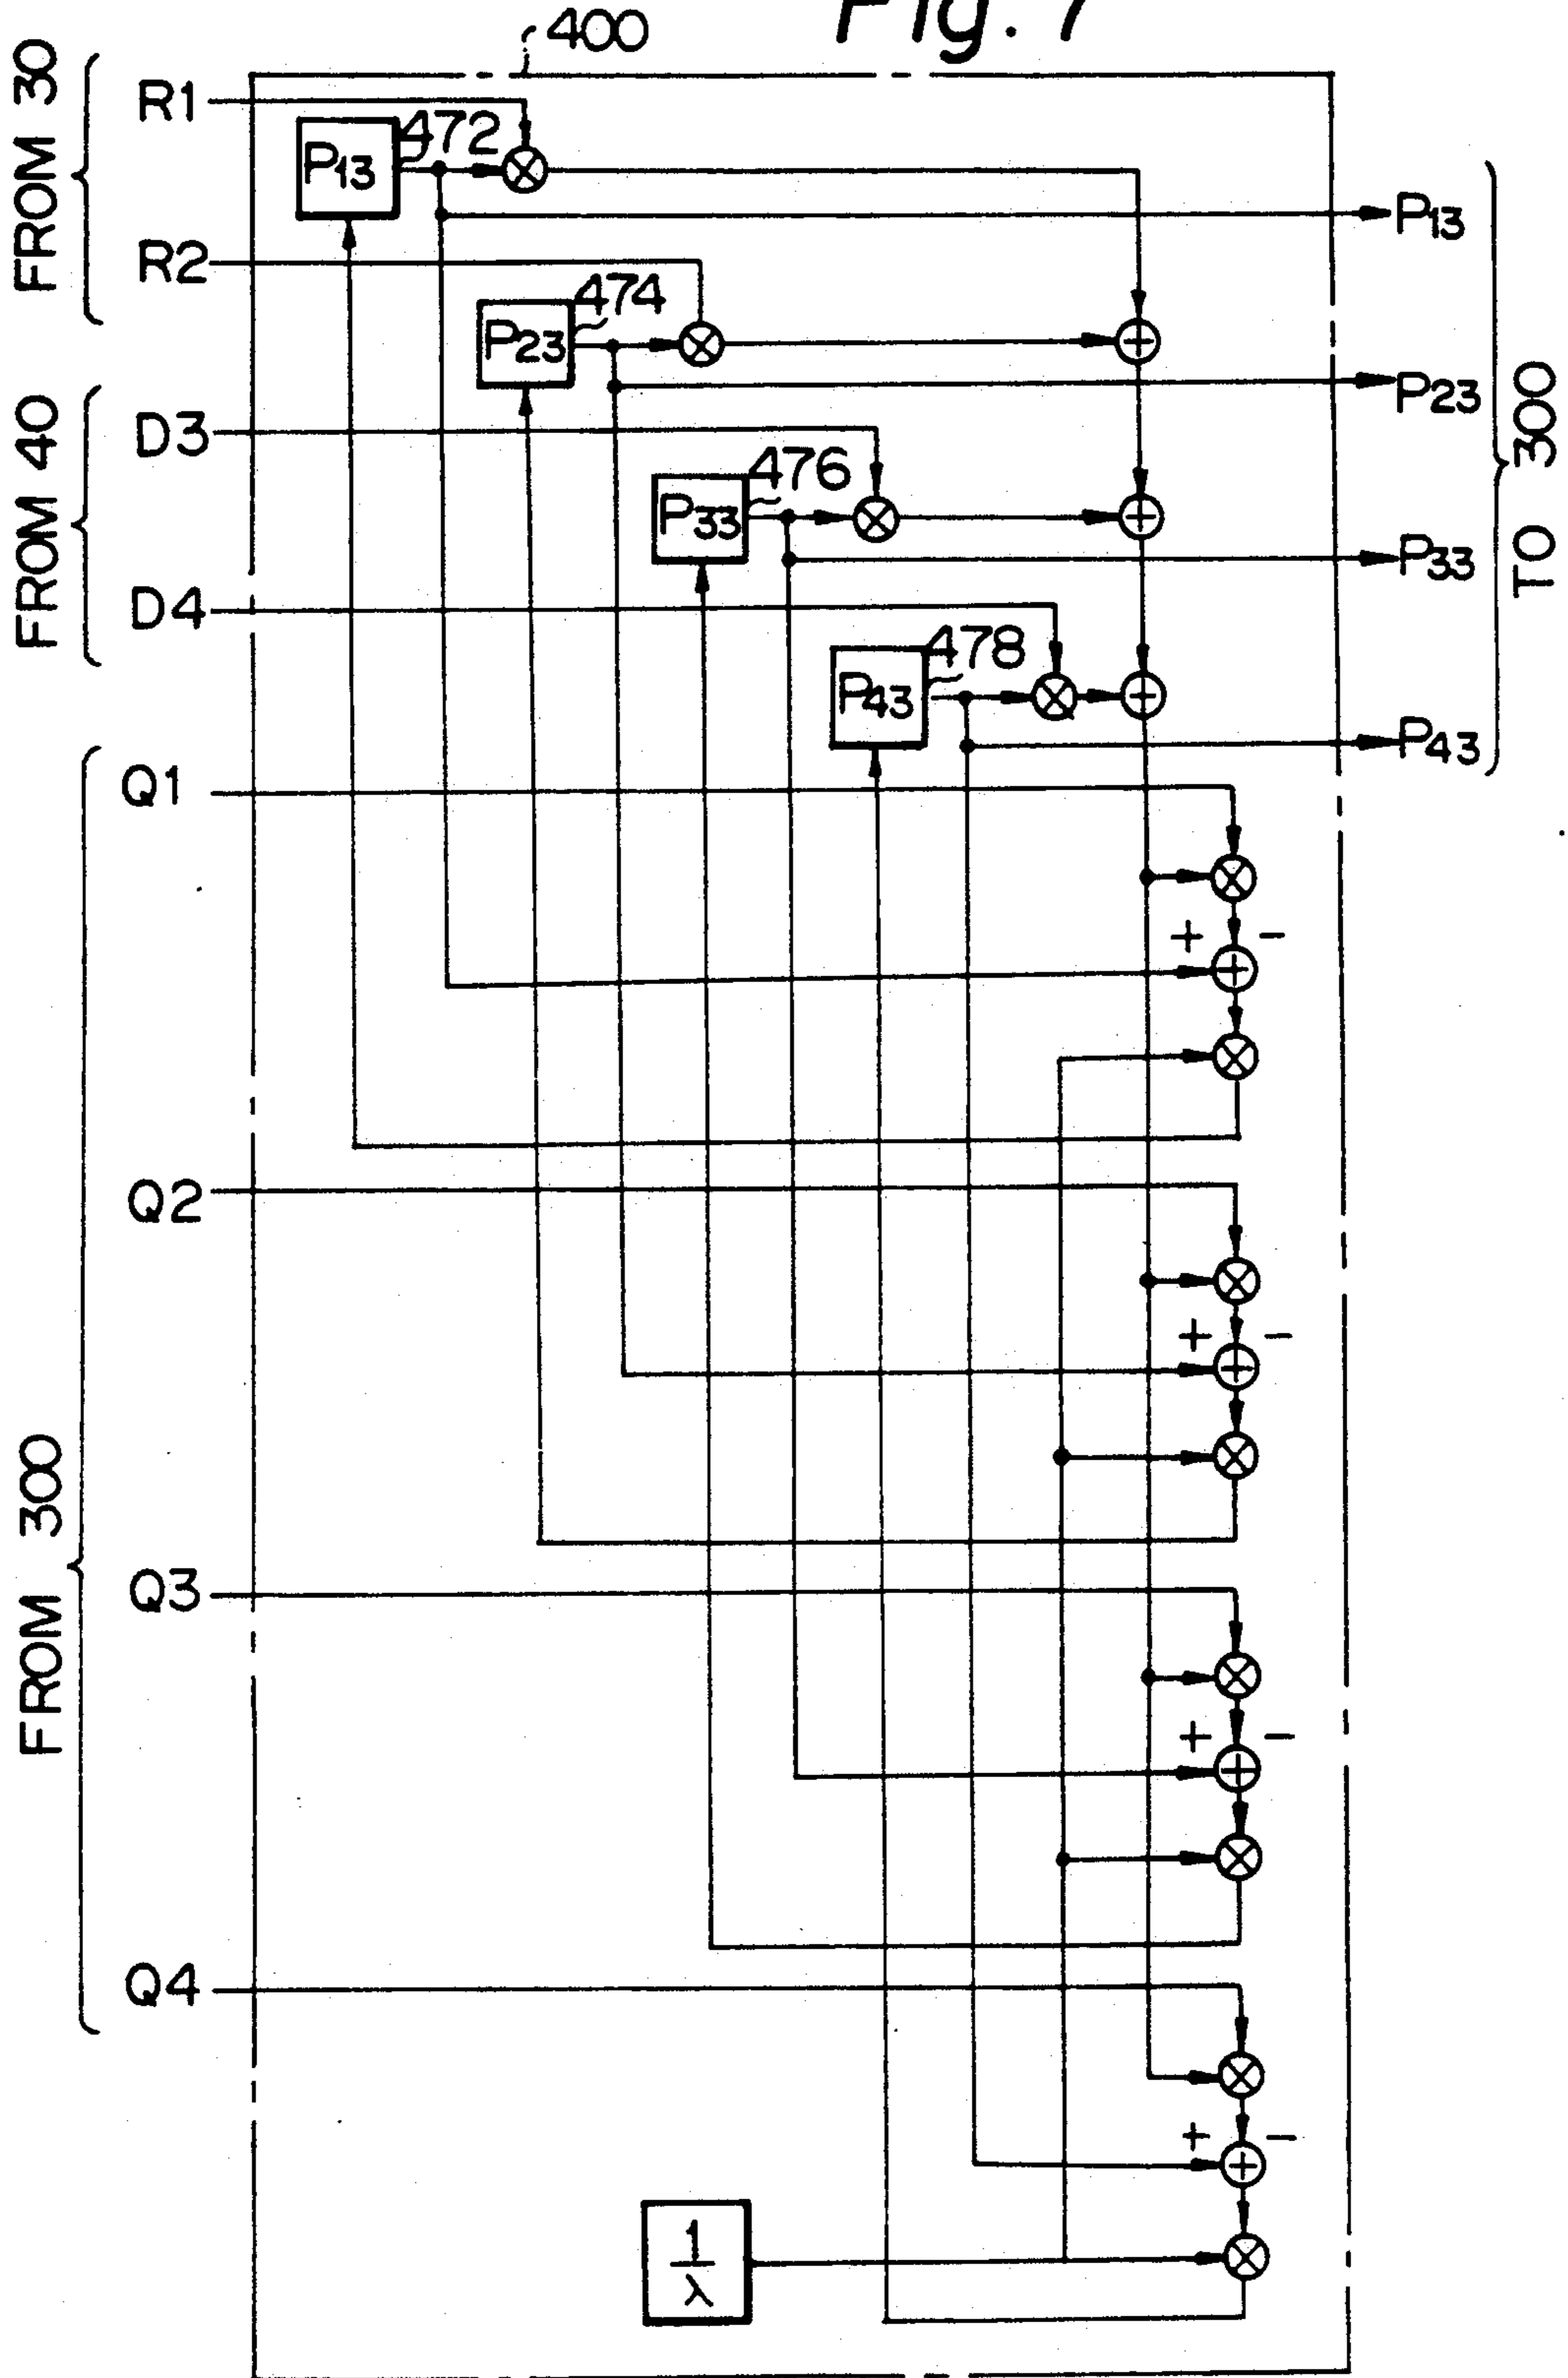 Fig. 7
400
FROM 30
R1
472
P13
P13
R2
474
P23
P23
FROM 40
D3
476
P33
P33
TO 300
D4
478
P43
P43
FROM 300
Q1
+ -
Q2
+ -
Q3
+ -
Q4
+ -
1
λ